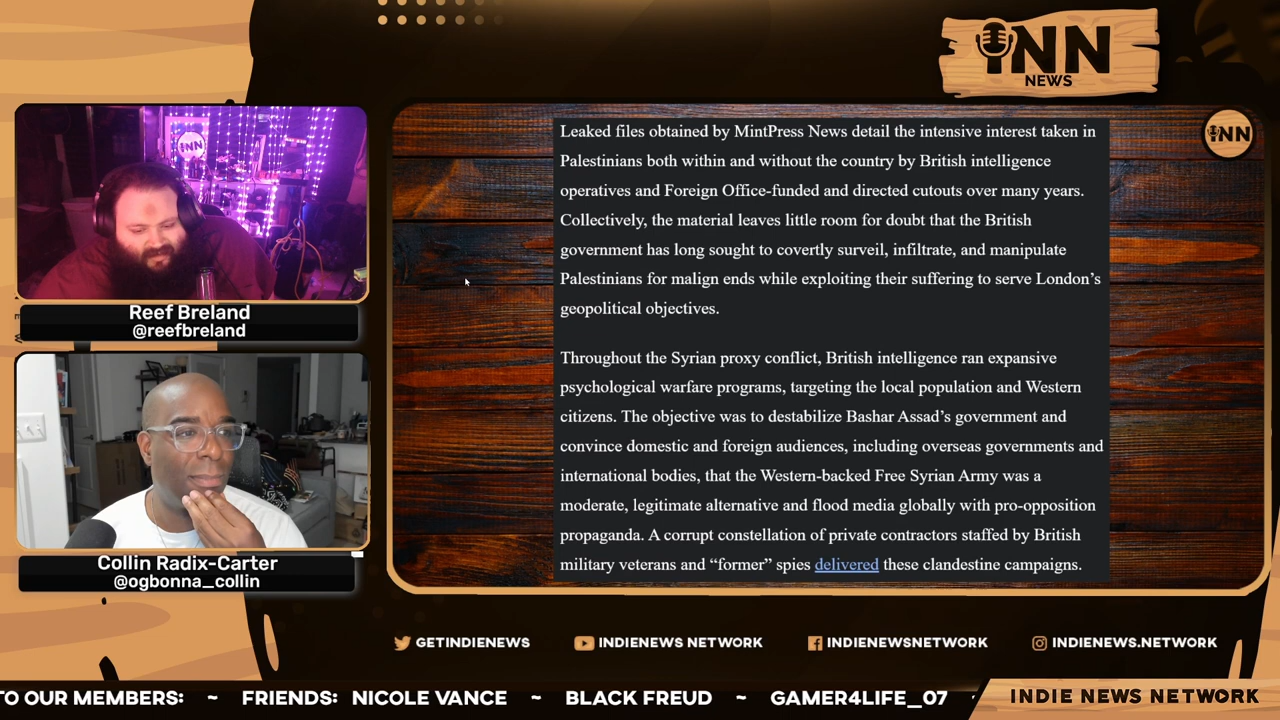 INN
NEWS
INN
INN
Leaked files obtained by MintPress News detail the intensive interest taken in
Palestinians both within and without the country by British intelligence
operatives and Foreign Office-funded and directed cutouts over many years.
Collectively, the material leaves little room for doubt that the British
government has long sought to covertly surveil, infiltrate, and manipulate
Palestinians for malign ends while exploiting their suffering to serve London’s
geopolitical objectives.
Throughout the Syrian proxy conflict, British intelligence ran expansive
psychological warfare programs, targeting the local population and Western
citizens. The objective was to destabilize Bashar Assad’s government and
convince domestic and foreign audiences, including overseas governments and
international bodies, that the Western-backed Free Syrian Army was a
moderate, legitimate alternative and flood media globally with pro-opposition
propaganda. A corrupt constellation of private contractors staffed by British
military veterans and “former” spies delivered these clandestine campaigns.
Reef Breland
@reefbreland
Collin Radix-Carter
@ogbonna_collin
GETINDIENEWS
INDIENEWS NETWORK
INDIENEWSNETWORK
INDIENEWS.NETWORK
TO OUR MEMBERS: ~ FRIENDS: NICOLE VANCE ~ BLACK FREUD ~ GAMER4LIFE_07
INDIE NEWS NETWORK